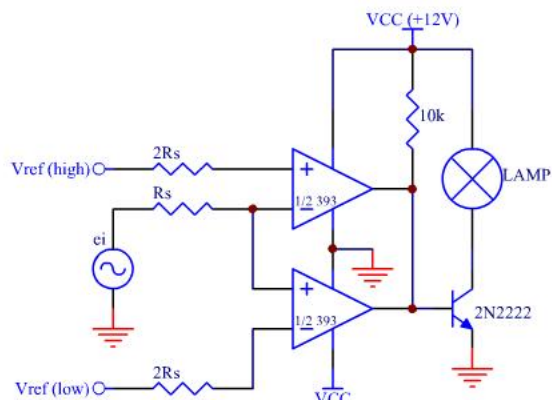 VCC (+12V)
10k
2Rs
Vref (high)
LAMP
Rs
+
−
1/2 393
ei
+
−
1/2 393
2N2222
2Rs
Vref (low)
VCC